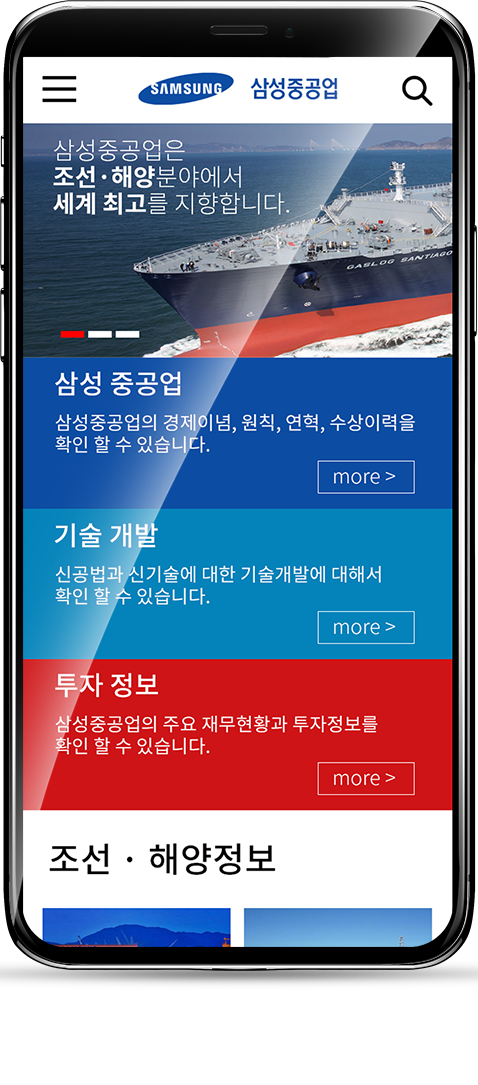 SAMSUNG 삼성중공업
삼성중공업은
조선·해양분야에서
세계 최고를 지향합니다.
GASLOG SANTIAGO
삼성 중공업
삼성중공업의 경제이념, 원칙, 연혁, 수상이력을
확인 할 수 있습니다.
more >
기술 개발
신공법과 신기술에 대한 기술개발에 대해서
확인 할 수 있습니다.
more >
투자 정보
삼성중공업의 주요 재무현황과 투자정보를
확인 할 수 있습니다.
more >
조선 · 해양정보